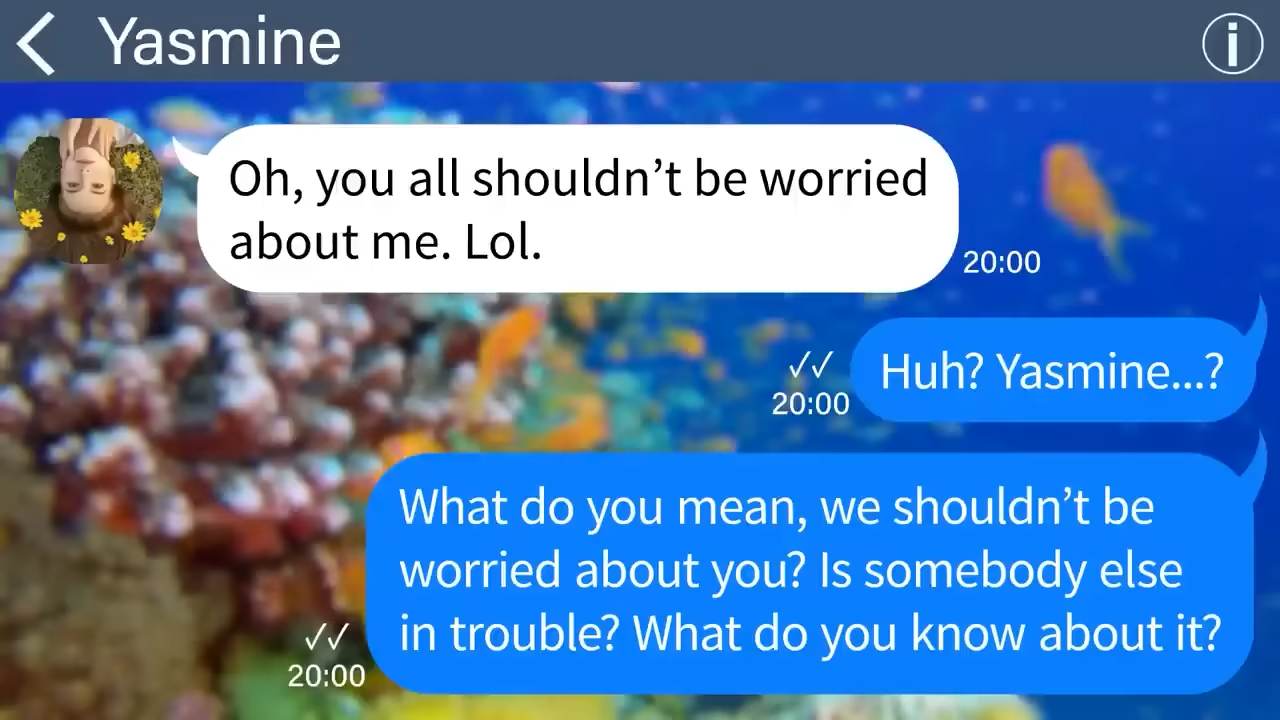 Yasmine
Oh, you all shouldn’t be worried
about me. Lol.
20:00
Huh? Yasmine...?
20:00
What do you mean, we shouldn’t be
worried about you? Is somebody else
in trouble? What do you know about it?
20:00